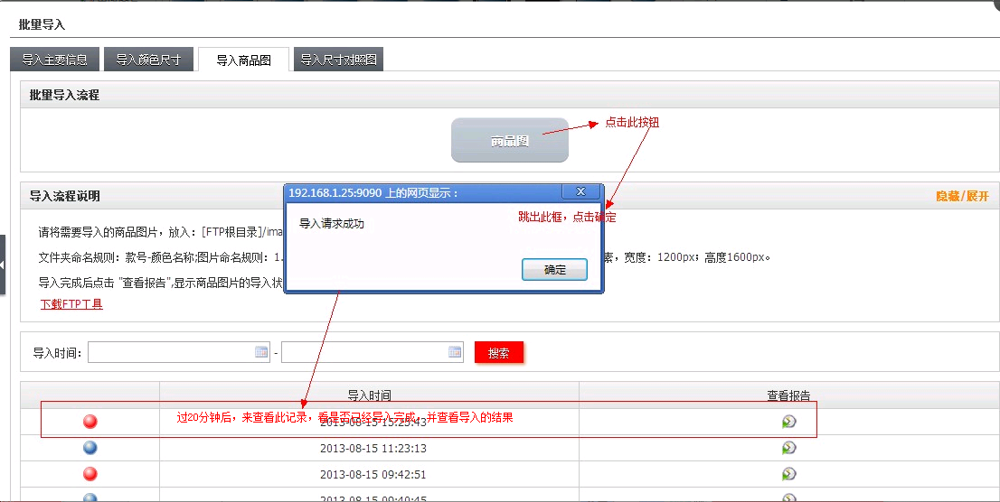 批量导入
导入主要信息 导入颜色尺寸 导入商品图 导入尺寸对照图
批量导入流程
商品图 点击此按钮
导入流程说明 隐藏/展开
192.168.1.25:9090 上的网页显示：
导入请求成功
跳出此框，点击确定
确定
请将需要导入的商品图片，放入：[FTP根目录]/ima
文件夹命名规则：款号-颜色名称;图片命名规则：1. 素，宽度：1200px；高度1600px。
导入完成后点击 "查看报告",显示商品图片的导入状
下载FTP工具
导入时间： - 搜索
导入时间 查看报告
过20分钟后，来查看此记录，看是否已经导入完成，并查看导入的结果
2013-08-15 15:25:43
2013-08-15 11:23:13
2013-08-15 09:42:51
2013-08-15 09:40:45